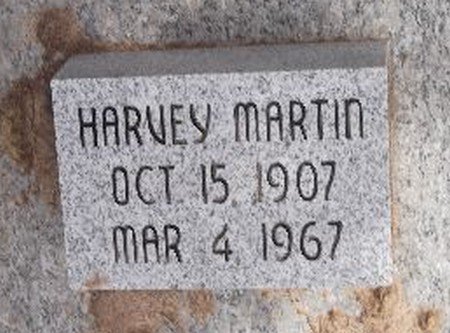 HARVEY MARTIN
OCT 15, 1907
MAR 4, 1967